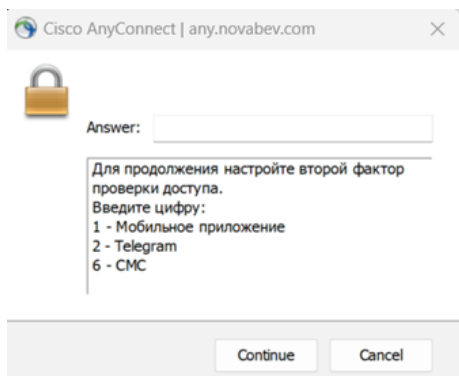 Cisco AnyConnect | any.novabev.com
Answer:
Для продолжения настройте второй фактор
проверки доступа.
Введите цифру:
1 - Мобильное приложение
2 - Telegram
6 - СМС
Continue Cancel